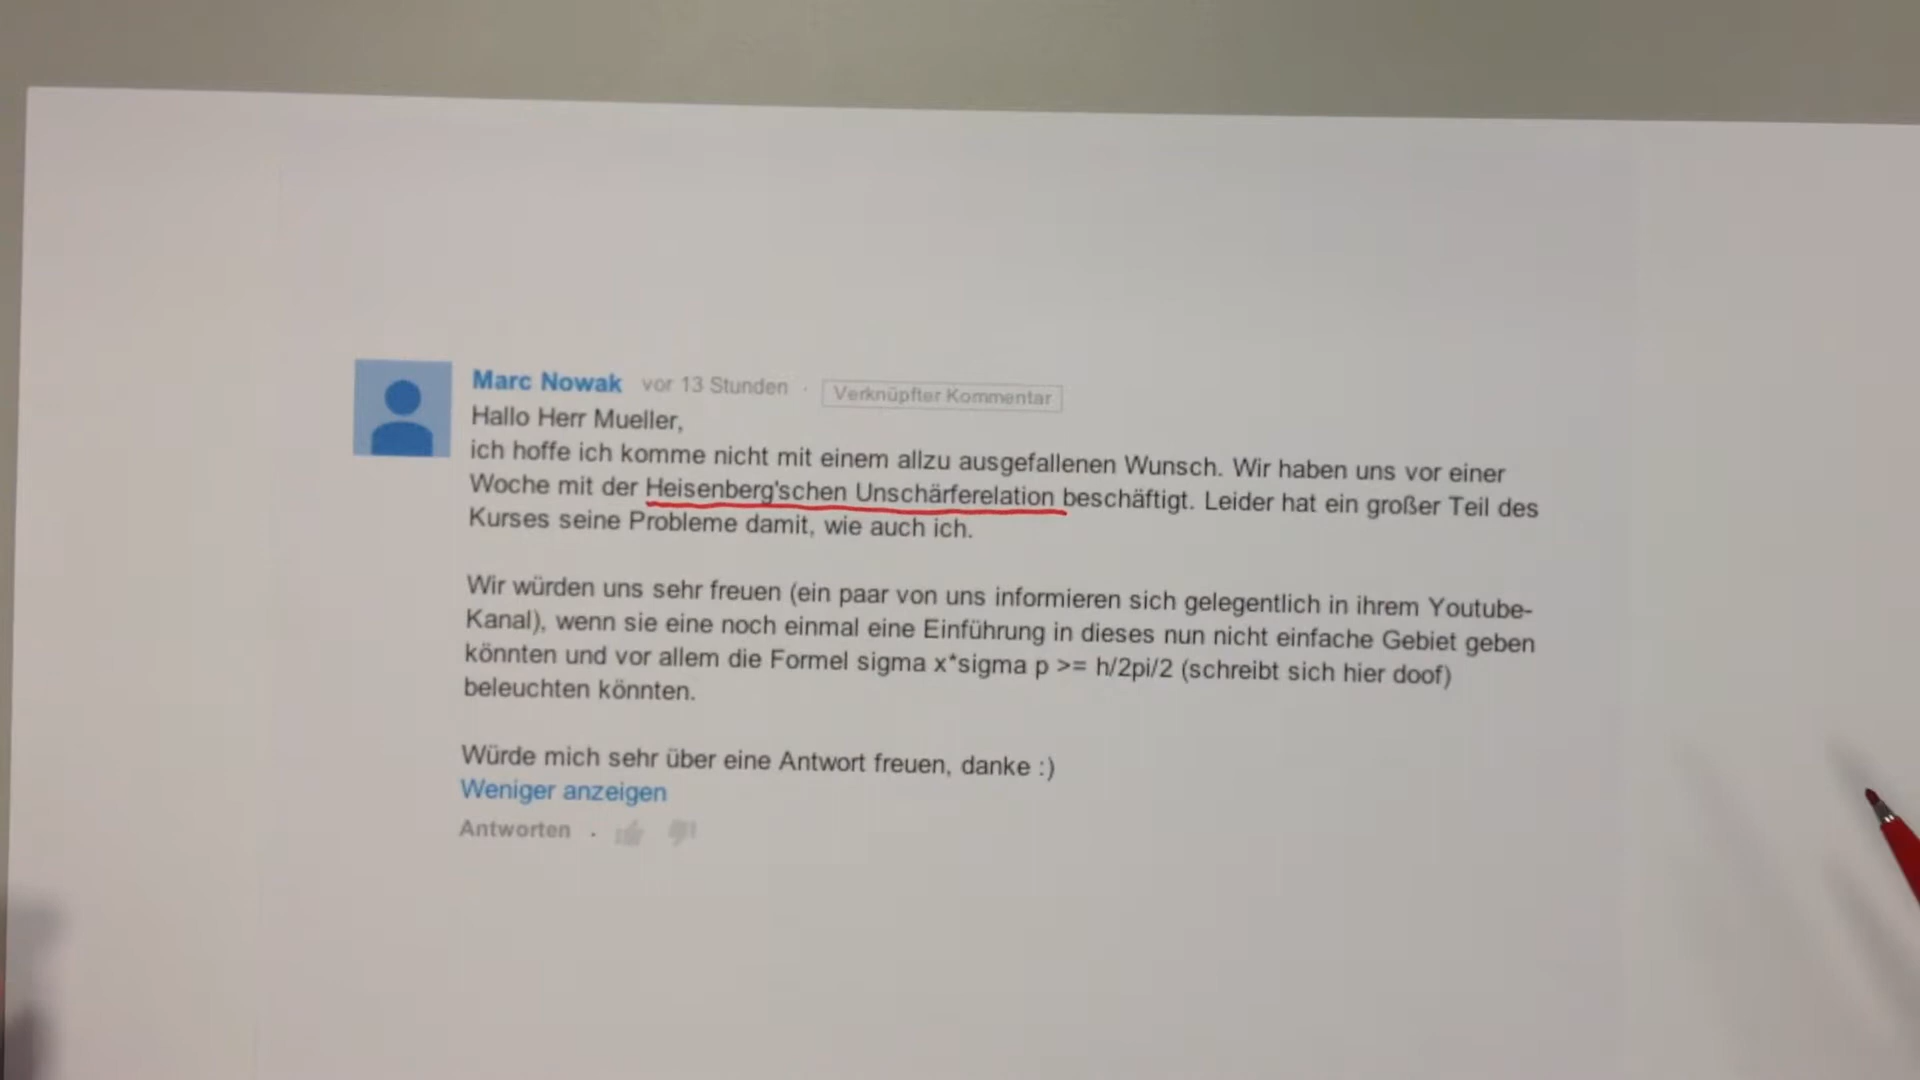 Marc Nowak vor 13 Stunden · Verknüpfter Kommentar
Hallo Herr Mueller,
ich hoffe ich komme nicht mit einem allzu ausgefallenen Wunsch. Wir haben uns vor einer
Woche mit der Heisenberg'schen Unschärferelation beschäftigt. Leider hat ein großer Teil des
Kurses seine Probleme damit, wie auch ich.
Wir würden uns sehr freuen (ein paar von uns informieren sich gelegentlich in ihrem Youtube-
Kanal), wenn sie eine noch einmal eine Einführung in dieses nun nicht einfache Gebiet geben
könnten und vor allem die Formel sigma x*sigma p >= h/2pi/2 (schreibt sich hier doof)
beleuchten könnten.
Würde mich sehr über eine Antwort freuen, danke :)
Weniger anzeigen
Antworten ·